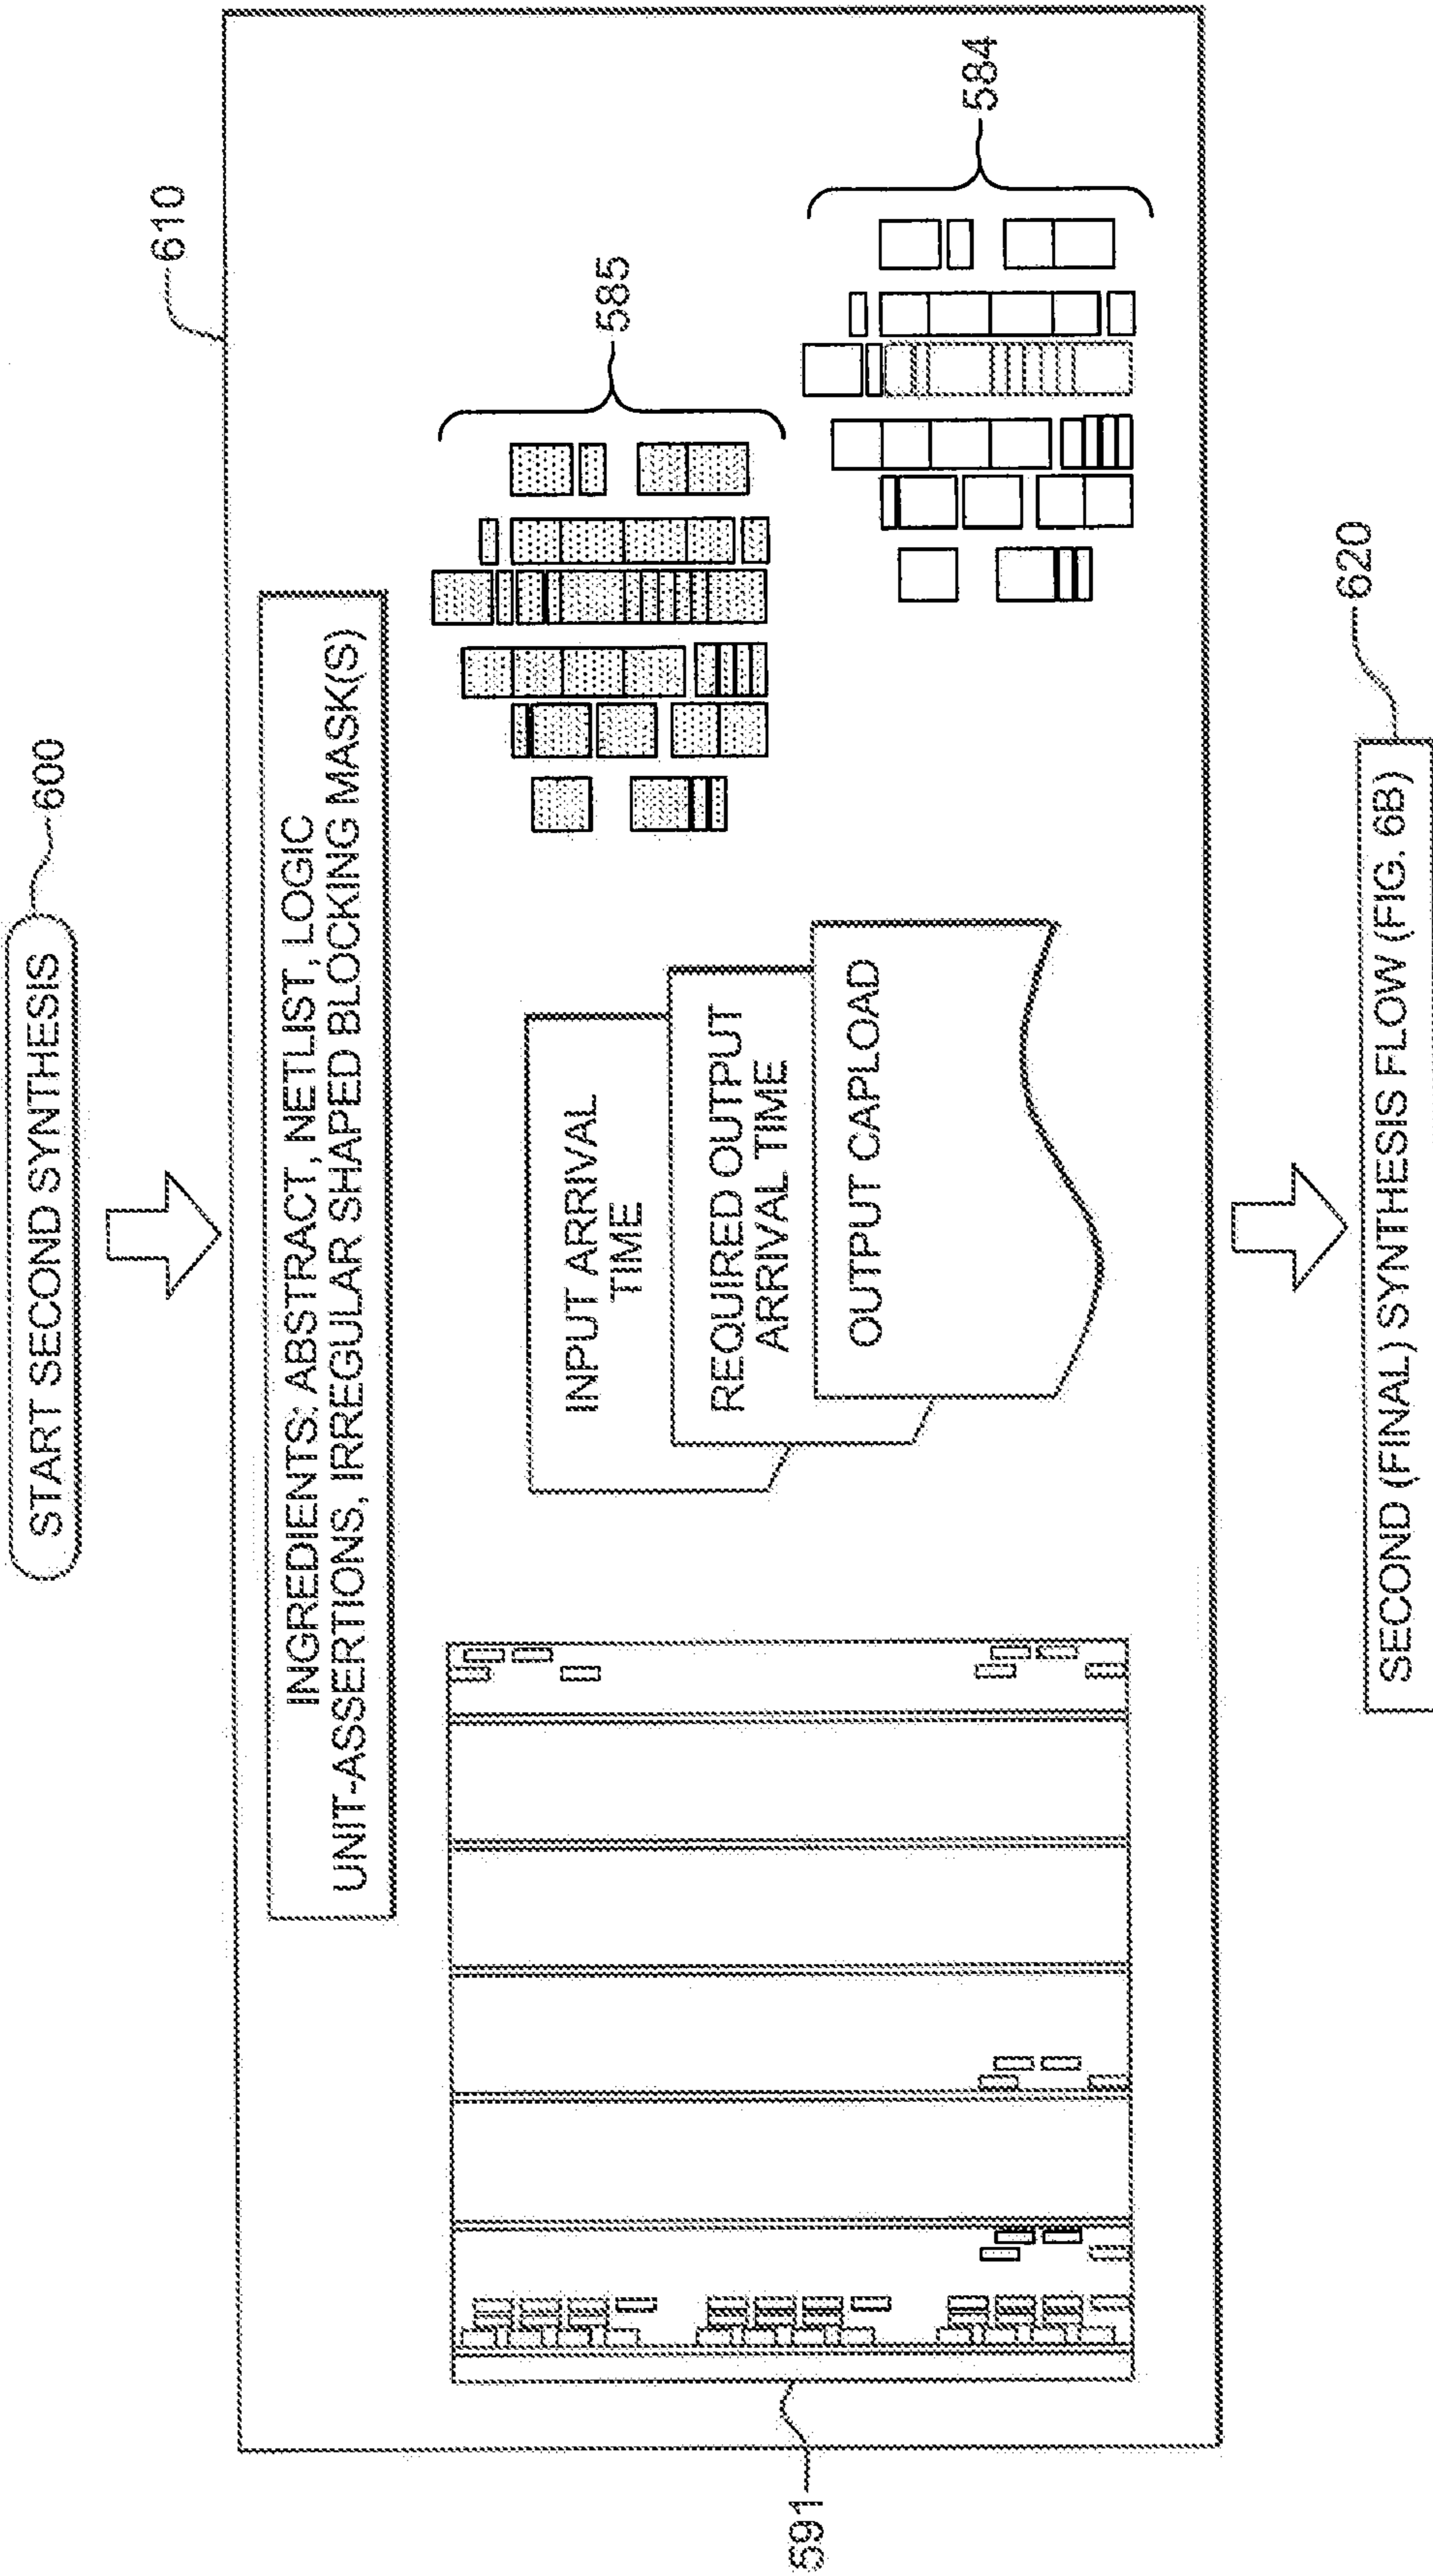 START SECOND SYNTHESIS
600
610
INGREDIENTS: ABSTRACT, NETLIST, LOGIC
UNIT-ASSERTIONS, IRREGULAR SHAPED BLOCKING MASK(S)
591
INPUT ARRIVAL
TIME
REQUIRED OUTPUT
ARRIVAL TIME
OUTPUT CAPLOAD
585
584
620
SECOND (FINAL) SYNTHESIS FLOW (FIG. 6B)